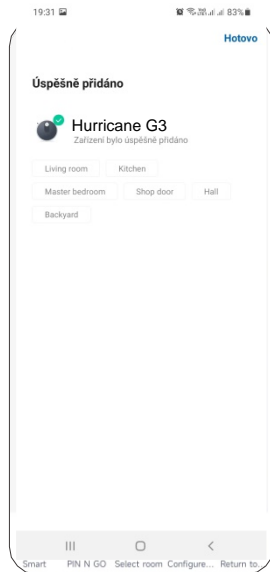 19:31 83%
Hotovo
Úspěšně přidáno
Hurricane G3
Zařízení bylo úspěšně přidáno
Living room Kitchen
Master bedroom Shop door Hall
Backyard
Smart PIN N GO Select room Configure... Return to..